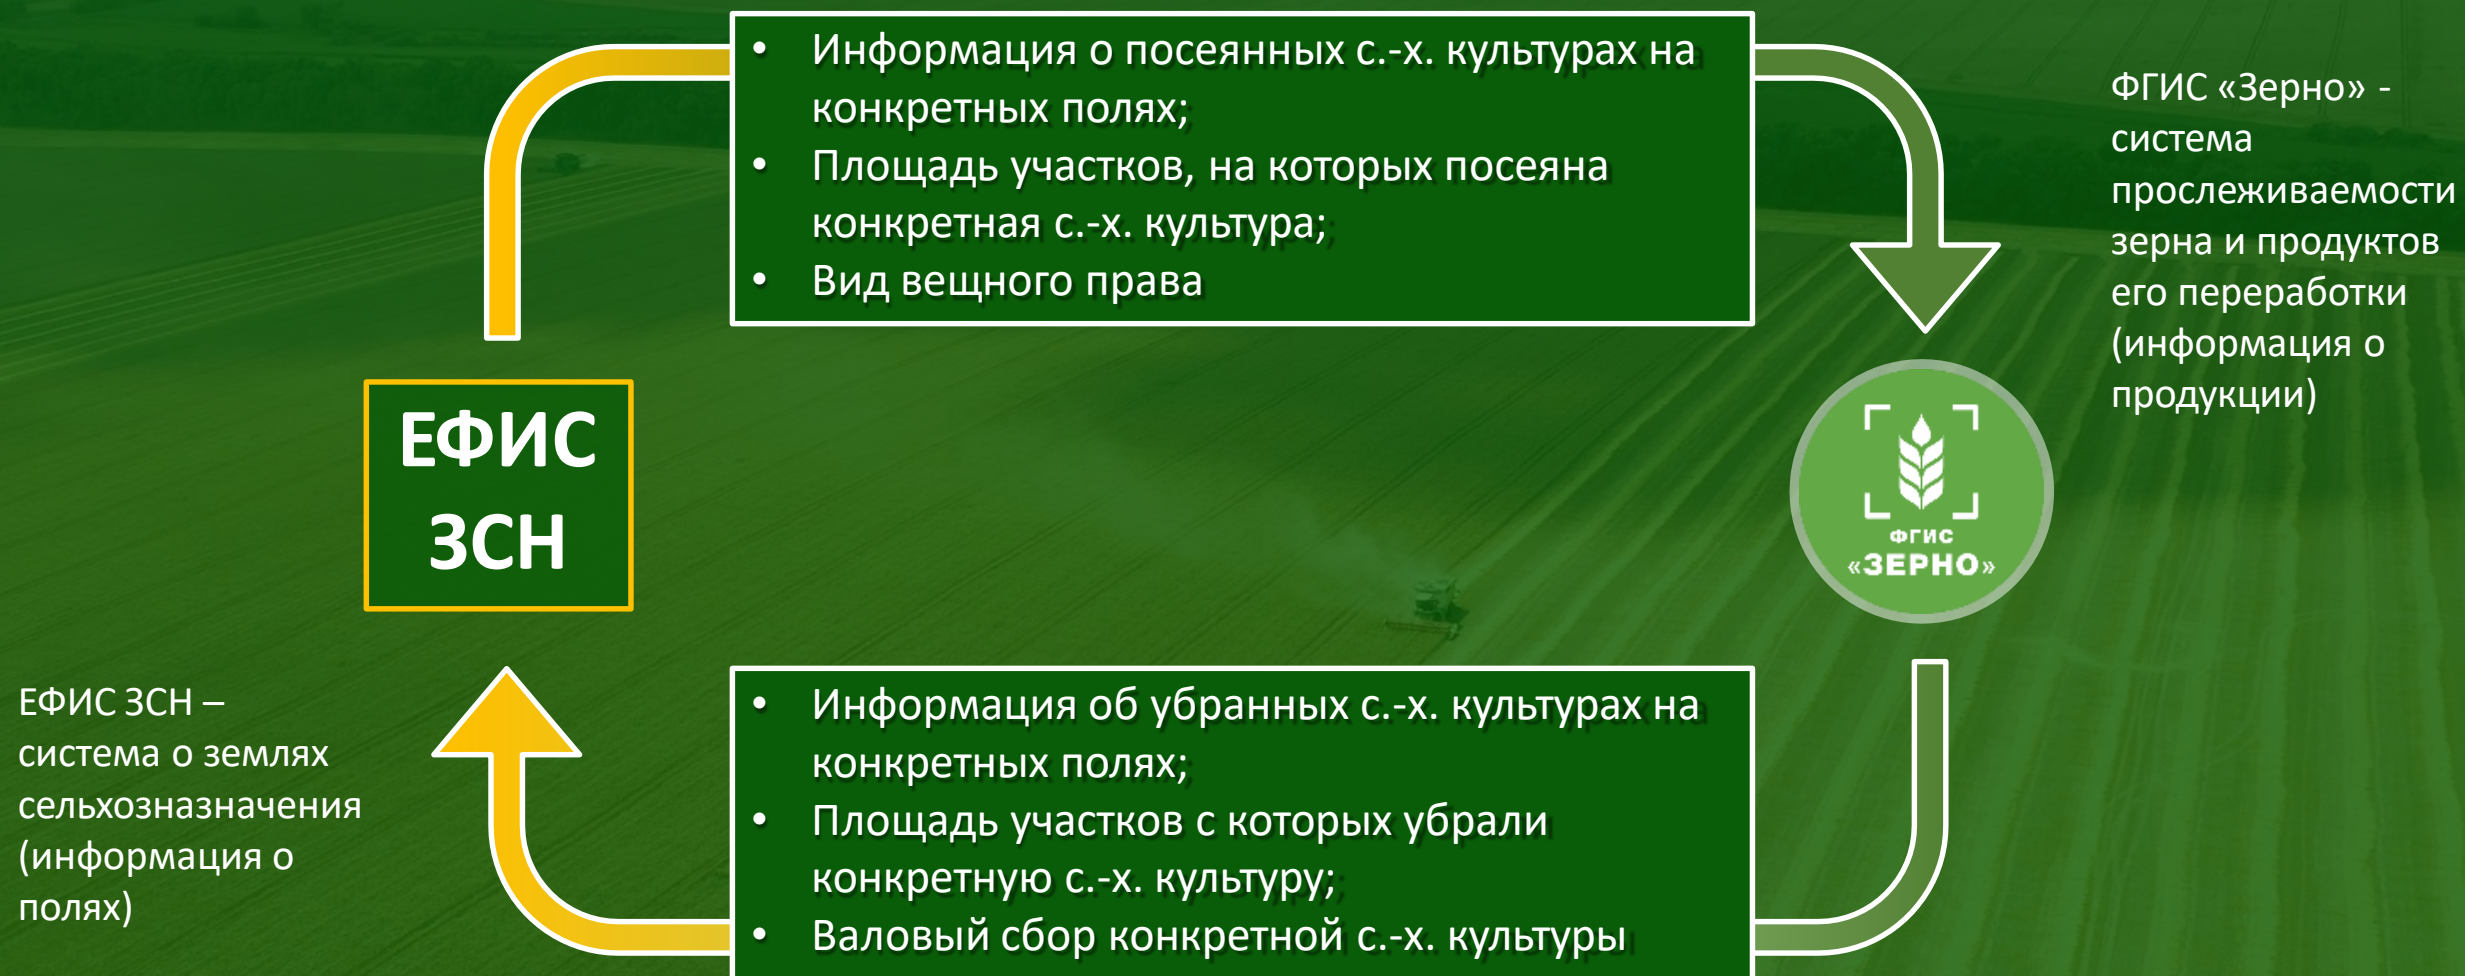 • Информация о посеянных с.-х. культурах на
конкретных полях;
• Площадь участков, на которых посеяна
конкретная с.-х. культура;
• Вид вещного права
ФГИС «Зерно» -
система
прослеживаемости
зерна и продуктов
его переработки
(информация о
продукции)
ЕФИС
ЗСН
ФГИС
«ЗЕРНО»
ЕФИС ЗСН –
система о землях
сельхозназначения
(информация о
полях)
• Информация об убранных с.-х. культурах на
конкретных полях;
• Площадь участков с которых убрали
конкретную с.-х. культуру;
• Валовый сбор конкретной с.-х. культуры